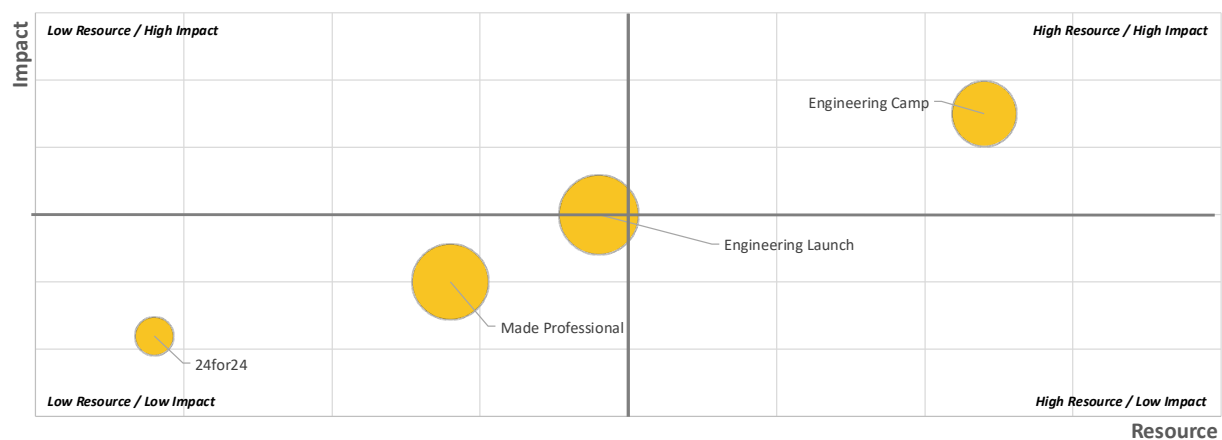 Impact
Low Resource / High Impact
High Resource / High Impact
Engineering Camp
Engineering Launch
Made Professional
24for24
Low Resource / Low Impact
High Resource / Low Impact
Resource